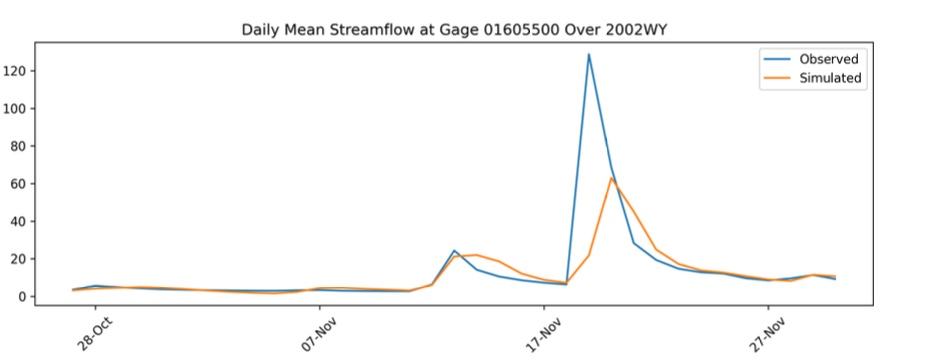 Daily Mean Streamflow at Gage 01605500 Over 2002WY
Observed
Simulated
120
100
80
60
40
20
0
28-Oct
07-Nov
17-Nov
27-Nov